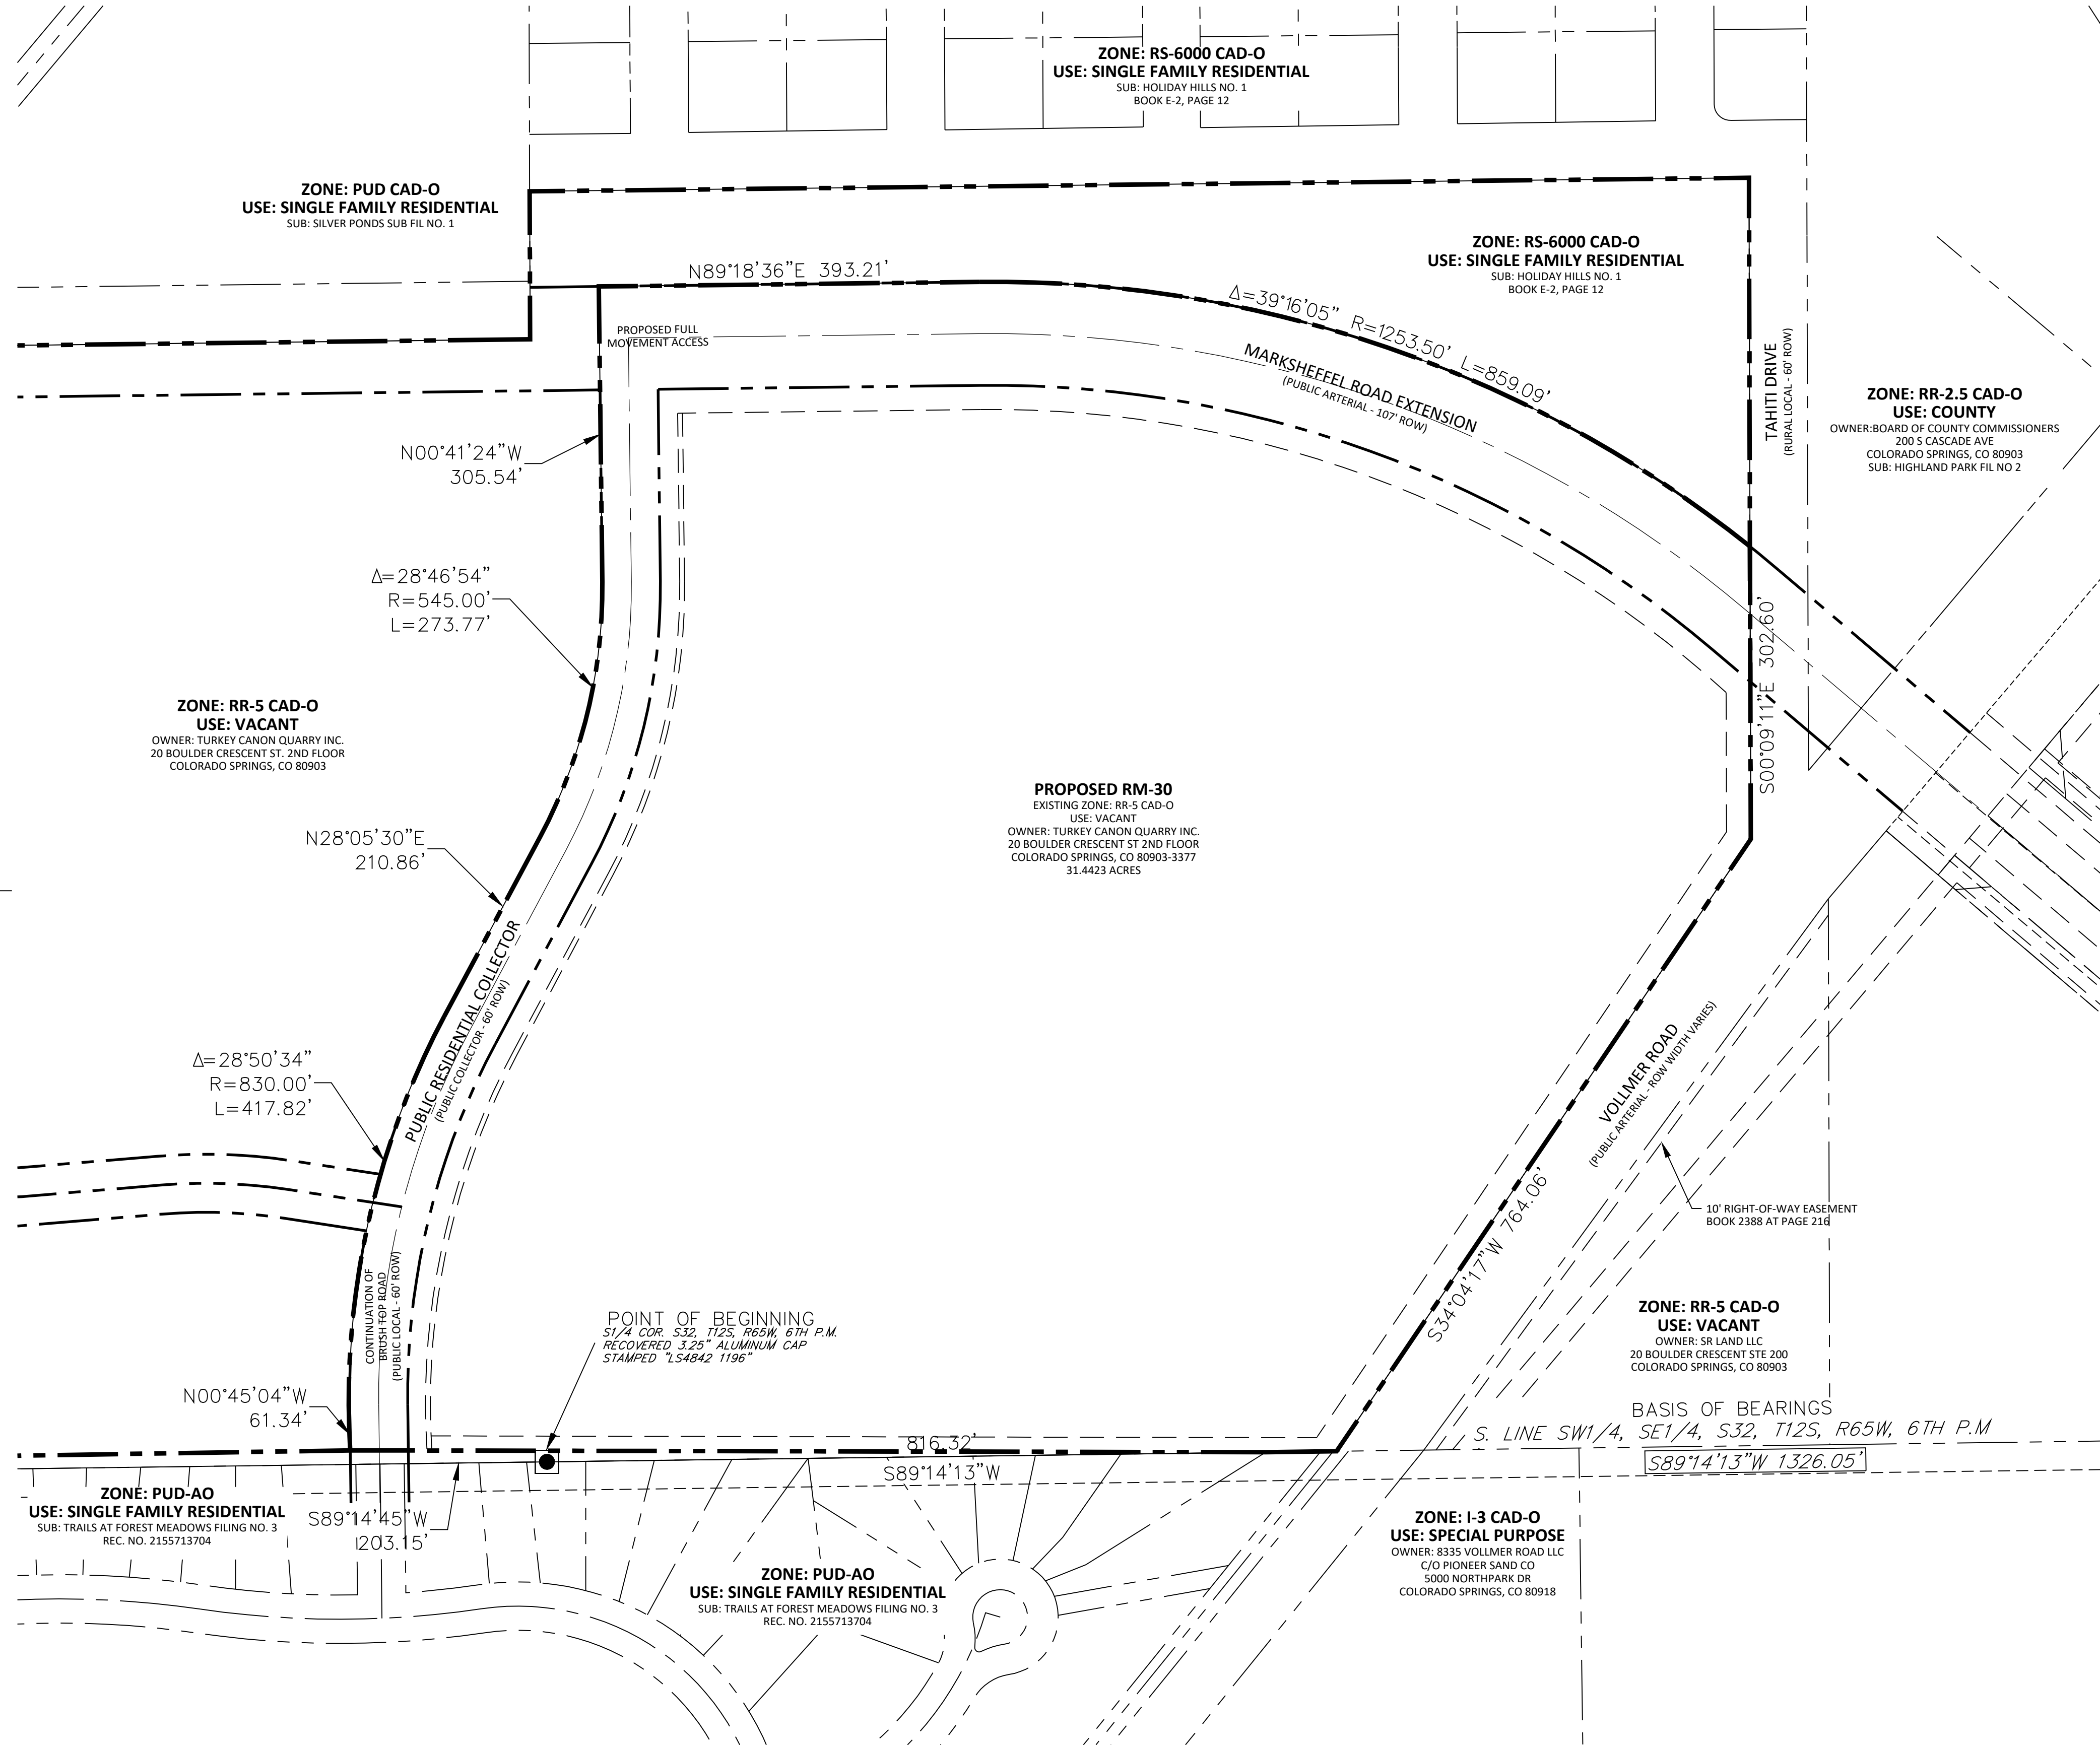 ZONE: RS-6000 CAD-O
USE: SINGLE FAMILY RESIDENTIAL
SUB: HOLIDAY HILLS NO. 1
BOOK E-2, PAGE 12
ZONE: PUD CAD-O
USE: SINGLE FAMILY RESIDENTIAL
SUB: SILVER PONDS SUB FIL NO. 1
ZONE: RS-6000 CAD-O
USE: SINGLE FAMILY RESIDENTIAL
SUB: HOLIDAY HILLS NO. 1
BOOK E-2, PAGE 12
N89°18'36"E 393.21'
Δ=39°16'05" R=1253.50' L=859.09'
PROPOSED FULL
MOVEMENT ACCESS
MARKSHEFFEL ROAD EXTENSION
(PUBLIC ARTERIAL - 107' ROW)
TAHITI DRIVE
(RURAL LOCAL - 60' ROW)
ZONE: RR-2.5 CAD-O
USE: COUNTY
OWNER:BOARD OF COUNTY COMMISSIONERS
200 S CASCADE AVE
COLORADO SPRINGS, CO 80903
SUB: HIGHLAND PARK FIL NO 2
N00°41'24"W
305.54'
Δ=28°46'54"
R=545.00'
L=273.77'
S00°09'11"E 302.60'
ZONE: RR-5 CAD-O
USE: VACANT
OWNER: TURKEY CANON QUARRY INC.
20 BOULDER CRESCENT ST. 2ND FLOOR
COLORADO SPRINGS, CO 80903
PROPOSED RM-30
EXISTING ZONE: RR-5 CAD-O
USE: VACANT
OWNER: TURKEY CANON QUARRY INC.
20 BOULDER CRESCENT ST 2ND FLOOR
COLORADO SPRINGS, CO 80903-3377
31.4423 ACRES
N28°05'30"E
210.86'
PUBLIC RESIDENTIAL COLLECTOR
(PUBLIC COLLECTOR - 60' ROW)
VOLLMER ROAD
(PUBLIC ARTERIAL - ROW WIDTH VARIES)
Δ=28°50'34"
R=830.00'
L=417.82'
S34°04'17"W 764.06'
10' RIGHT-OF-WAY EASEMENT
BOOK 2388 AT PAGE 216
CONTINUATION OF
BRUSH TOP ROAD
(PUBLIC LOCAL - 60' ROW)
POINT OF BEGINNING
S1/4 COR. S32, T12S, R65W, 6TH P.M.
RECOVERED 3.25" ALUMINUM CAP
STAMPED "LS4842 1196"
ZONE: RR-5 CAD-O
USE: VACANT
OWNER: SR LAND LLC
20 BOULDER CRESCENT STE 200
COLORADO SPRINGS, CO 80903
N00°45'04"W
61.34'
BASIS OF BEARINGS
S. LINE SW1/4, SE1/4, S32, T12S, R65W, 6TH P.M
S89°14'13"W 1326.05'
816.32'
S89°14'13"W
ZONE: PUD-AO
USE: SINGLE FAMILY RESIDENTIAL
SUB: TRAILS AT FOREST MEADOWS FILING NO. 3
REC. NO. 2155713704
S89°14'45"W
203.15'
ZONE: I-3 CAD-O
USE: SPECIAL PURPOSE
OWNER: 8335 VOLLMER ROAD LLC
C/O PIONEER SAND CO
5000 NORTHPARK DR
COLORADO SPRINGS, CO 80918
ZONE: PUD-AO
USE: SINGLE FAMILY RESIDENTIAL
SUB: TRAILS AT FOREST MEADOWS FILING NO. 3
REC. NO. 2155713704